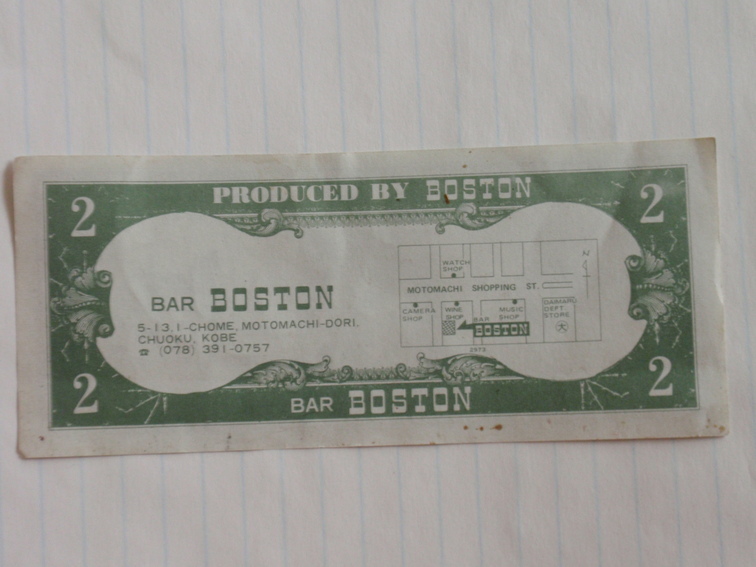 PRODUCED BY BOSTON
2 2
WATCH
SHOP
N
MOTOMACHI SHOPPING ST.
CAMERA
SHOP
WINE
SHOP
MUSIC
SHOP
DAIMARU
DEPT.
STORE
大
BAR
BOSTON
BAR BOSTON
5-13, 1-CHOME, MOTOMACHI-DORI,
CHUOKU, KOBE
☎ (078) 391-0757
2 2
BAR BOSTON